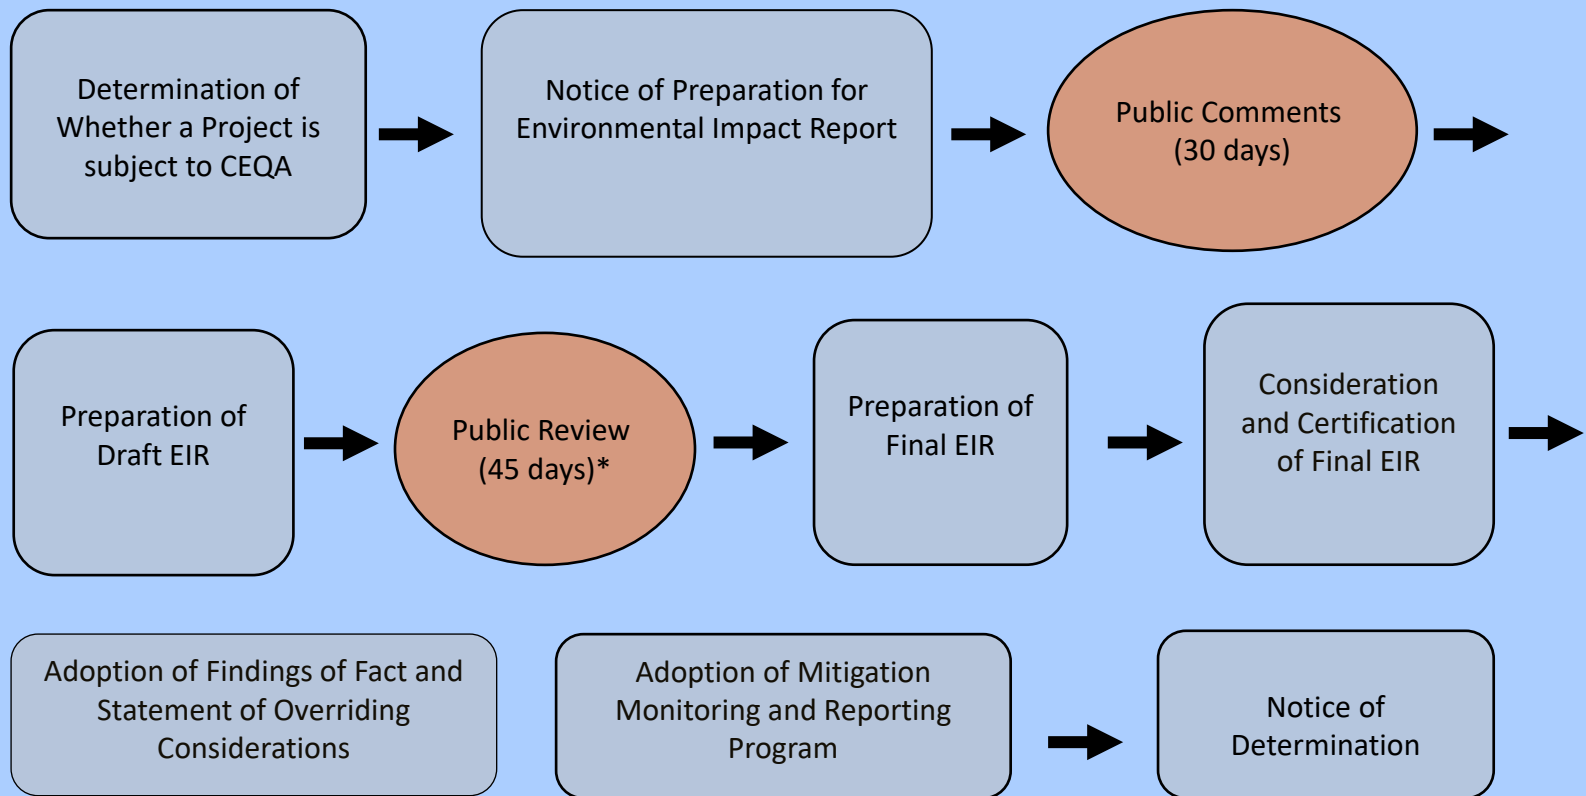 Determination of
Whether a Project is
subject to CEQA
Notice of Preparation for
Environmental Impact Report
Public Comments
(30 days)
Preparation of
Draft EIR
Public Review
(45 days)*
Preparation of
Final EIR
Consideration
and Certification
of Final EIR
Adoption of Findings of Fact and
Statement of Overriding
Considerations
Adoption of Mitigation
Monitoring and Reporting
Program
Notice of
Determination